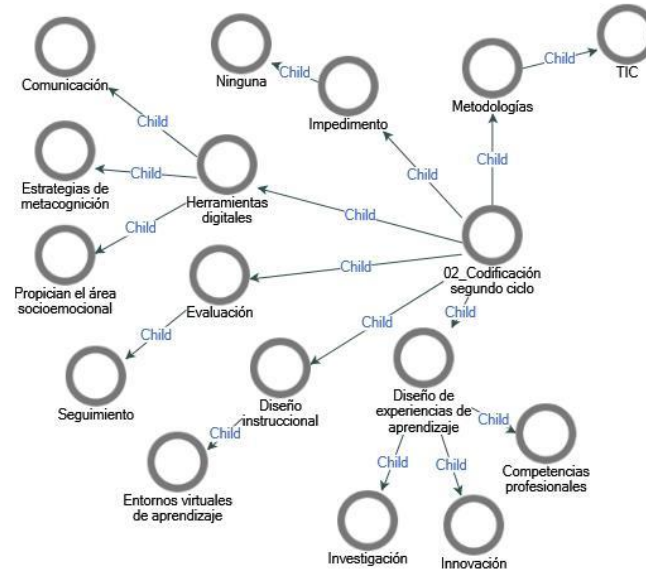 TIC
Child
Comunicación
Ninguna
Child
Impedimento
Metodologías
Child
Child
Child
Estrategias de
metacognición
Child
Herramientas
digitales
Child
Child
Propician el área
socioemocional
Child
02_Codificación
segundo ciclo
Evaluación
Child
Child
Child
Seguimiento
Diseño
instruccional
Diseño de
experiencias de
aprendizaje
Child
Child
Entornos virtuales
de aprendizaje
Child
Child
Competencias
profesionales
Investigación
Innovación